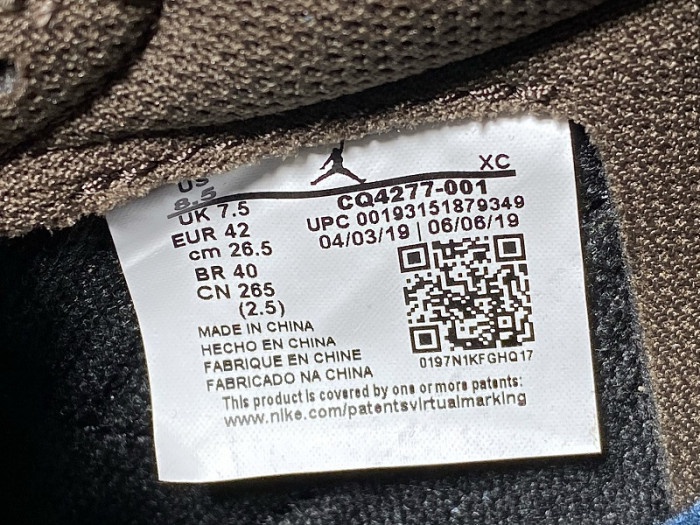 US
8.5
UK 7.5
EUR 42
cm 26.5
BR 40
CN 265
(2.5)
XC
CQ4277-001
UPC 00193151879349
04/03/19 | 06/06/19
0197N1KFGHQ17
MADE IN CHINA
HECHO EN CHINA
FABRIQUE EN CHINE
FABRICADO NA CHINA
This product is covered by one or more patents:
www.nike.com/patentsvirtualmarking